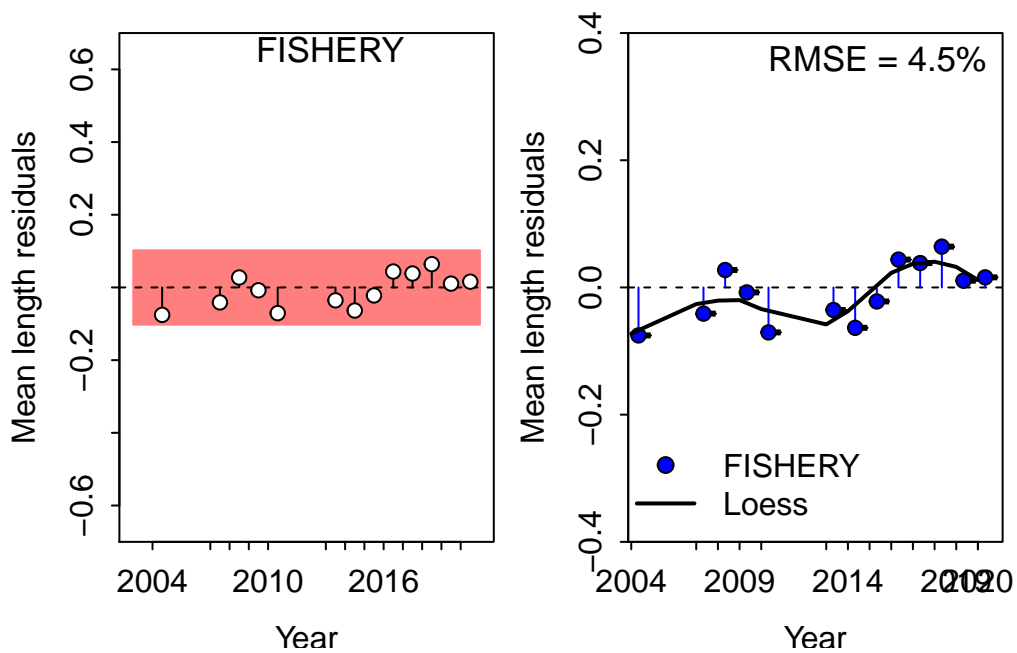 FISHERY
Mean length residuals
0.6
0.4
0.2
−0.2
−0.6
2004 2010 2016
Year
RMSE = 4.5%
Mean length residuals
0.4
0.2
0.0
−0.2
−0.4
FISHERY
Loess
2004 2009 2014 2019 2020
Year